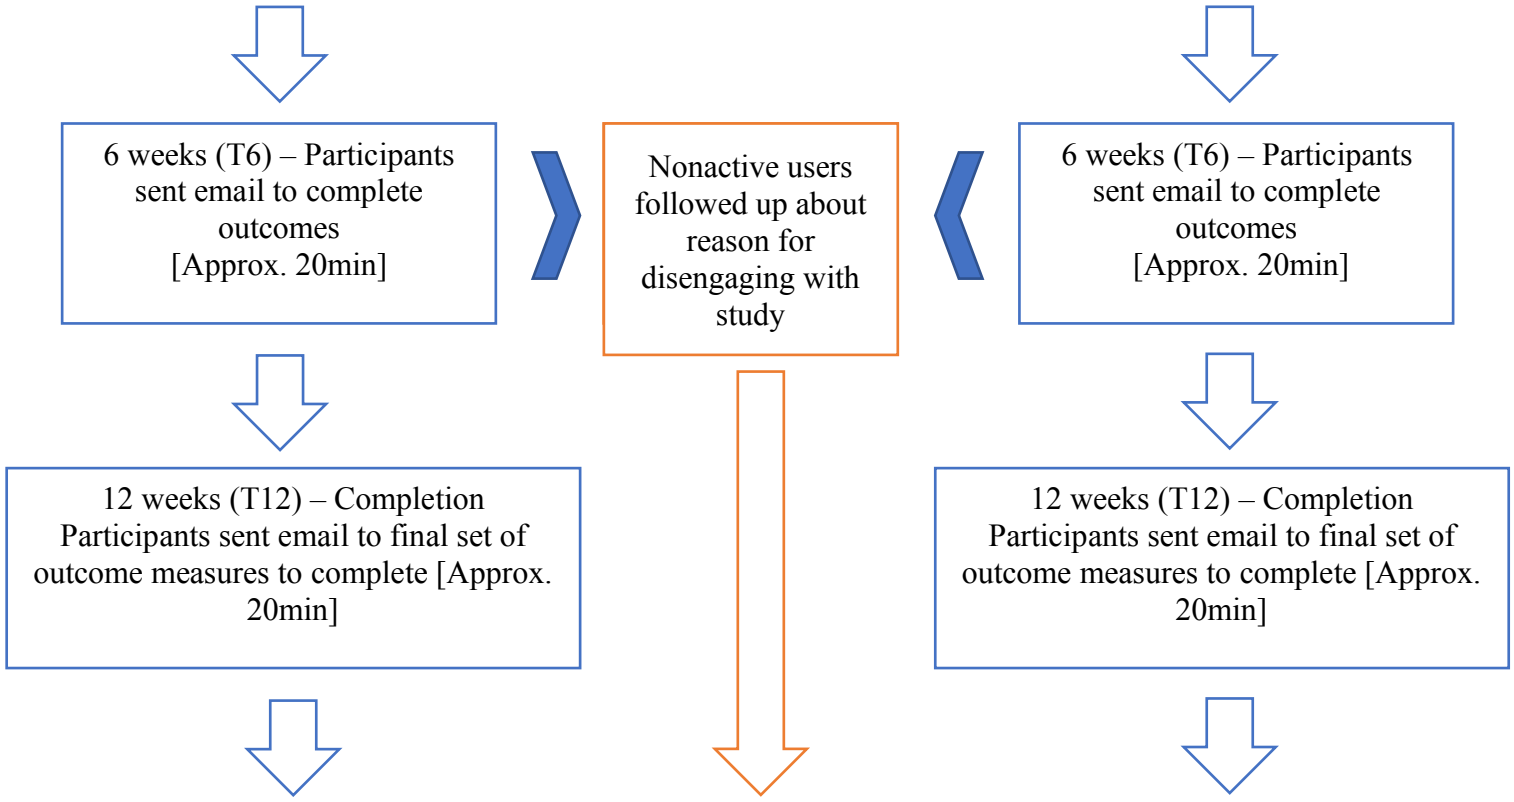 6 weeks (T6) – Participants
sent email to complete
outcomes
[Approx. 20min]
Nonactive users
followed up about
reason for
disengaging with
study
6 weeks (T6) – Participants
sent email to complete
outcomes
[Approx. 20min]
12 weeks (T12) – Completion
Participants sent email to final set of
outcome measures to complete [Approx.
20min]
12 weeks (T12) – Completion
Participants sent email to final set of
outcome measures to complete [Approx.
20min]